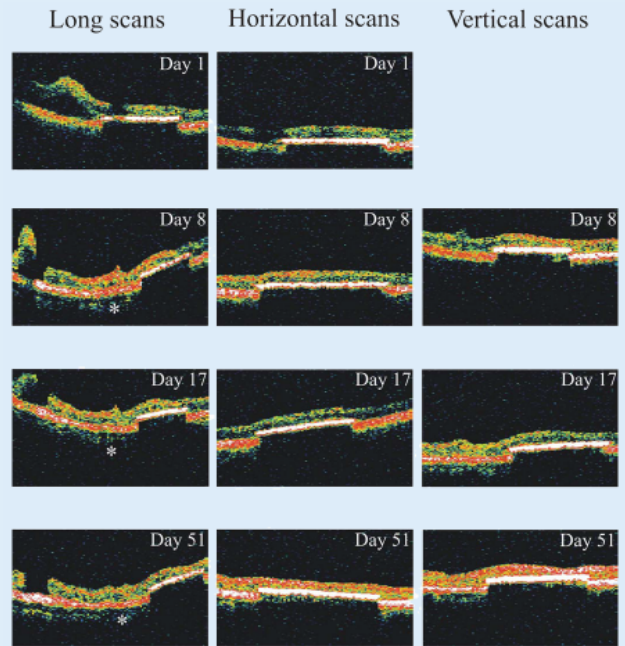 Long scans Horizontal scans Vertical scans
Day 1 Day 1
Day 8 Day 8 Day 8
*
Day 17 Day 17 Day 17
*
Day 51 Day 51 Day 51
*